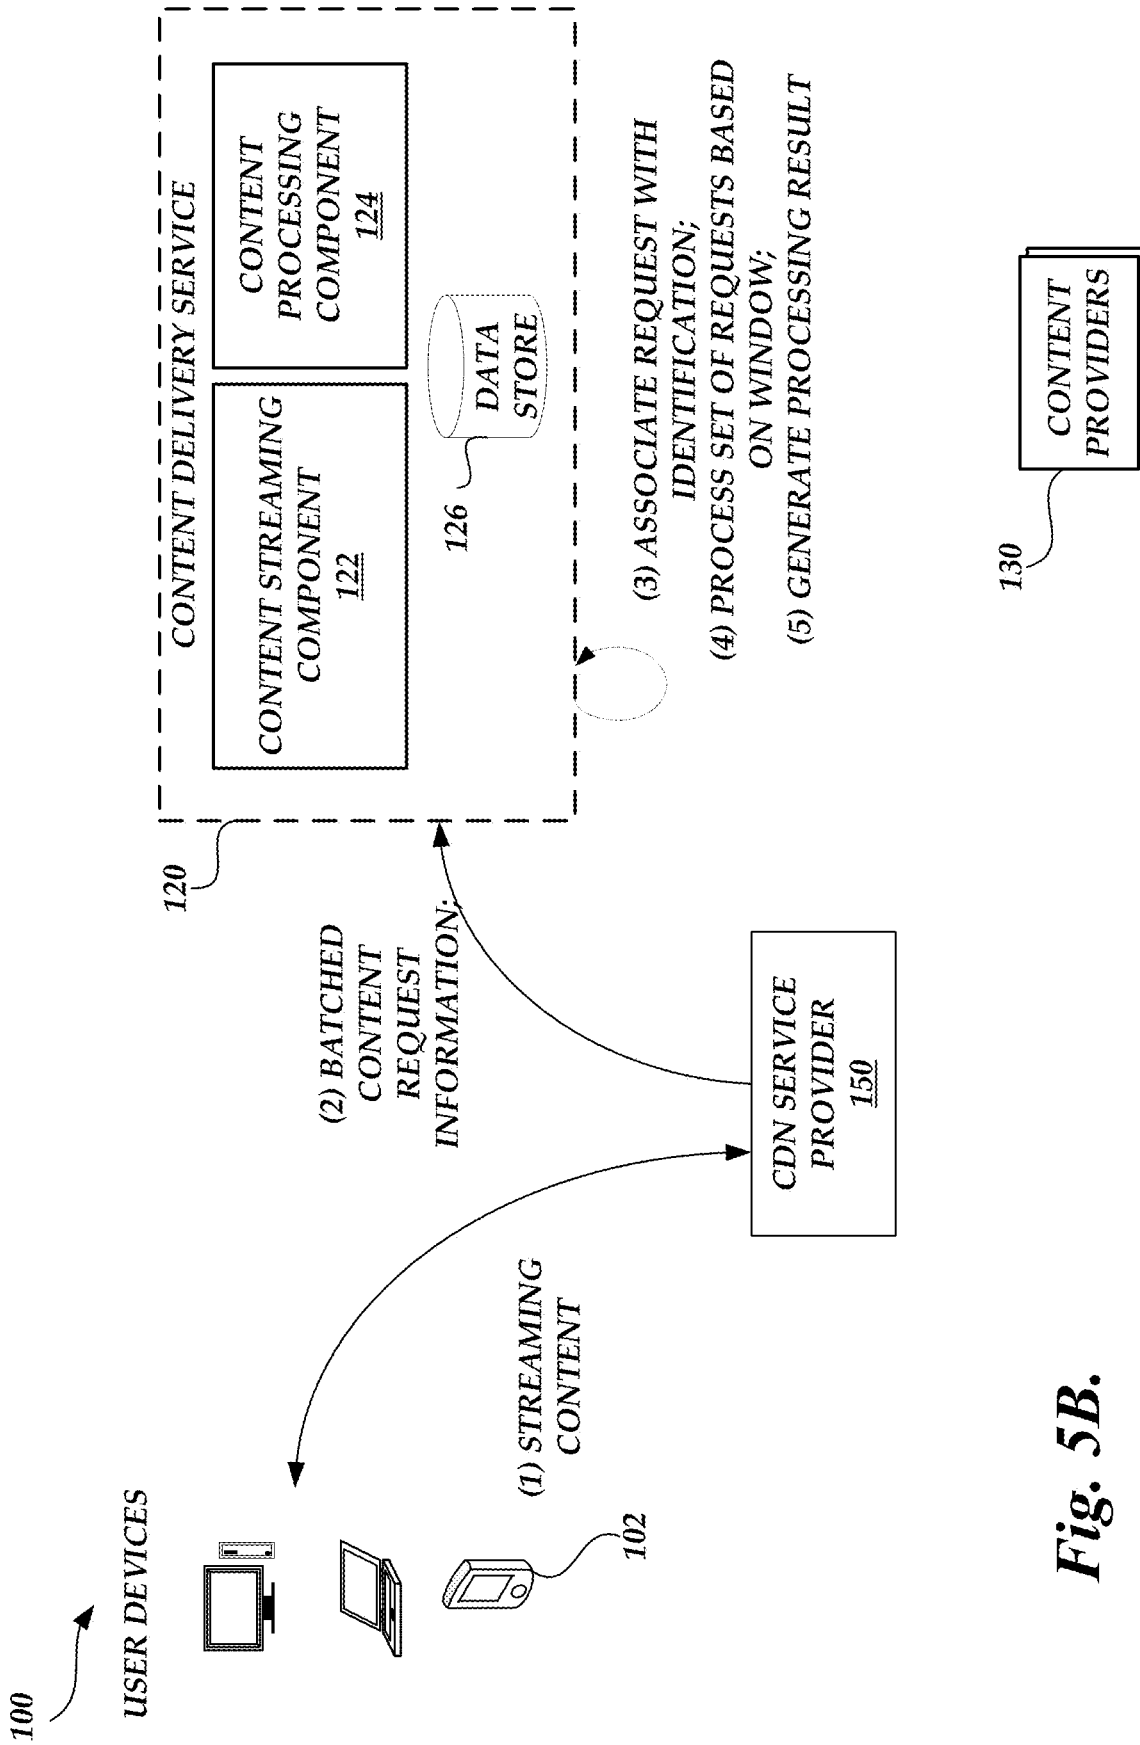 100
USER DEVICES
102
(1) STREAMING
CONTENT
(2) BATCHED
CONTENT
REQUEST
INFORMATION;
CDN SERVICE
PROVIDER
150
120
CONTENT DELIVERY SERVICE
CONTENT STREAMING
COMPONENT
122
CONTENT
PROCESSING
COMPONENT
124
DATA
STORE
126
(3) ASSOCIATE REQUEST WITH
IDENTIFICATION;
(4) PROCESS SET OF REQUESTS BASED
ON WINDOW;
(5) GENERATE PROCESSING RESULT
130
CONTENT
PROVIDERS
Fig. 5B.